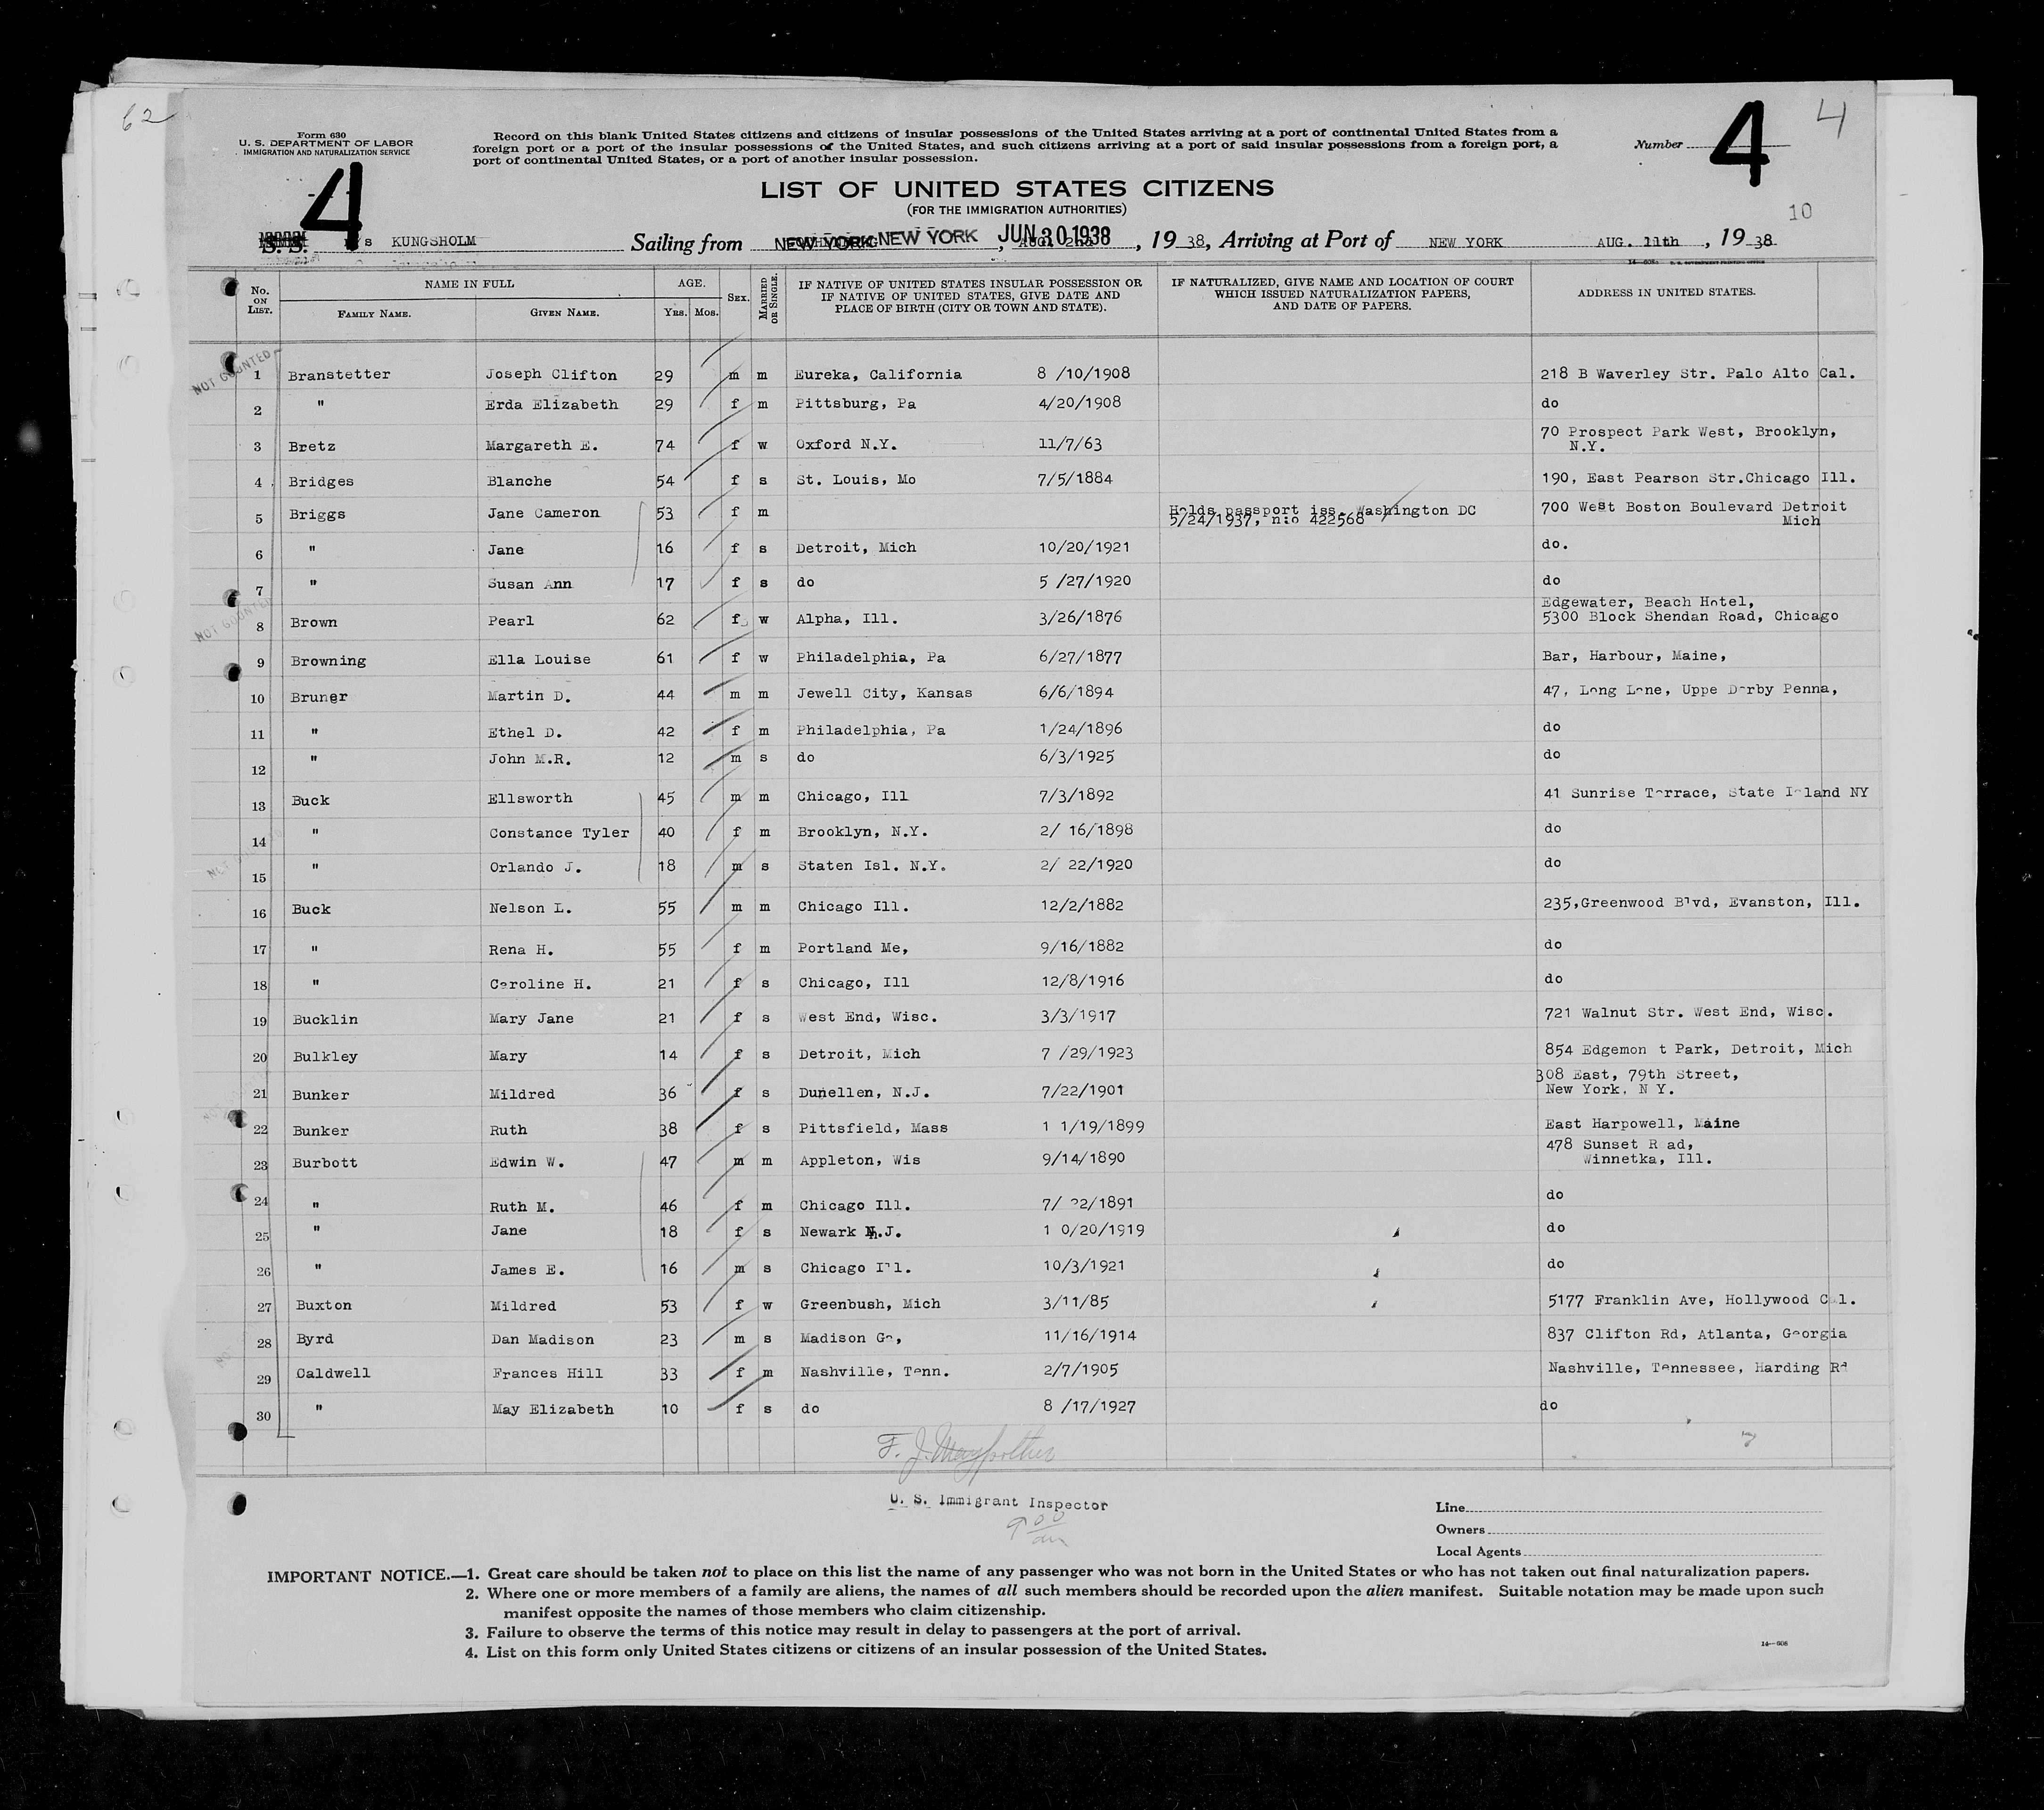 62
4
4
Form 630
U. S. DEPARTMENT OF LABOR
IMMIGRATION AND NATURALIZATION SERVICE
Record on this blank United States citizens and citizens of insular possessions of the United States arriving at a port of continental United States from a
foreign port or a port of the insular possessions of the United States, and such citizens arriving at a port of said insular possessions from a foreign port, a
port of continental United States, or a port of another insular possession.
Number
4
LIST OF UNITED STATES CITIZENS
(FOR THE IMMIGRATION AUTHORITIES)
10
S. S. KUNGSHOLM Sailing from NEW YORK NEW YORK, JUN 30 1938, 19 38, Arriving at Port of NEW YORK AUG. 11th, 19 38
No. ON LIST. NAME IN FULL AGE. SEX. MARRIED OR SINGLE. IF NATIVE OF UNITED STATES INSULAR POSSESSION OR IF NATIVE OF UNITED STATES, GIVE DATE AND PLACE OF BIRTH (CITY OR TOWN AND STATE). IF NATURALIZED, GIVE NAME AND LOCATION OF COURT WHICH ISSUED NATURALIZATION PAPERS, AND DATE OF PAPERS. ADDRESS IN UNITED STATES.
FAMILY NAME. GIVEN NAME. YRS. MOS.
NOT COUNTED
1 Branstetter Joseph Clifton 29 m m Eureka, California 8 /10/1908 218 B Waverley Str. Palo Alto Cal.
2 " Erda Elizabeth 29 f m Pittsburg, Pa 4/20/1908 do
3 Bretz Margareth E. 74 f w Oxford N.Y. 11/7/63 70 Prospect Park West, Brooklyn,
N.Y.
4 Bridges Blanche 54 f s St. Louis, Mo 7/5/1884 190, East Pearson Str.Chicago Ill.
5 Briggs Jane Cameron 53 f m Holds passport iss. Washington DC 700 West Boston Boulevard Detroit
5/24/1937, n:o 422568 Mich
6 " Jane 16 f s Detroit, Mich 10/20/1921 do.
7 " Susan Ann 17 f s do 5 /27/1920 do
NOT COUNTED
Edgewater, Beach Hotel,
8 Brown Pearl 62 f w Alpha, Ill. 3/26/1876 5300 Block Shendan Road, Chicago
9 Browning Ella Louise 61 f w Philadelphia, Pa 6/27/1877 Bar, Harbour, Maine,
10 Bruner Martin D. 44 m m Jewell City, Kansas 6/6/1894 47, Long Lane, Uppe Darby Penna,
11 " Ethel D. 42 f m Philadelphia, Pa 1/24/1896 do
12 " John M.R. 12 m s do 6/3/1925 do
13 Buck Ellsworth 45 m m Chicago, Ill 7/3/1892 41 Sunrise Terrace, State Island NY
14 " Constance Tyler 40 f m Brooklyn, N.Y. 2/ 16/1898 do
15 " Orlando J. 18 m s Staten Isl. N.Y. 2/ 22/1920 do
16 Buck Nelson L. 55 m m Chicago Ill. 12/2/1882 235,Greenwood Blvd, Evanston, Ill.
17 " Rena H. 55 f m Portland Me, 9/16/1882 do
18 " Caroline H. 21 f s Chicago, Ill 12/8/1916 do
19 Bucklin Mary Jane 21 f s West End, Wisc. 3/3/1917 721 Walnut Str. West End, Wisc.
20 Bulkley Mary 14 f s Detroit, Mich 7 /29/1923 854 Edgemon t Park, Detroit, Mich
308 East, 79th Street,
21 Bunker Mildred 36 f s Dunellen, N.J. 7/22/1901 New York. N Y.
22 Bunker Ruth 38 f s Pittsfield, Mass 1 1/19/1899 East Harpowell, Maine
478 Sunset R ad,
23 Burbott Edwin W. 47 m m Appleton, Wis 9/14/1890 Winnetka, Ill.
24 " Ruth M. 46 f m Chicago Ill. 7/ 22/1891 do
25 " Jane 18 f s Newark N.J. 1 0/20/1919 do
26 " James E. 16 m s Chicago Ill. 10/3/1921 do
27 Buxton Mildred 53 f w Greenbush, Mich 3/11/85 5177 Franklin Ave, Hollywood Cal.
28 Byrd Dan Madison 23 m s Madison Ga, 11/16/1914 837 Clifton Rd, Atlanta, Georgia
29 Caldwell Frances Hill 33 f m Nashville, Tenn. 2/7/1905 Nashville, Tennessee, Harding Rd
30 " May Elizabeth 10 f s do 8 /17/1927 do
U. S. Immigrant Inspector
9 00 am
Line
Owners
Local Agents
IMPORTANT NOTICE.—1. Great care should be taken not to place on this list the name of any passenger who was not born in the United States or who has not taken out final naturalization papers.
2. Where one or more members of a family are aliens, the names of all such members should be recorded upon the alien manifest. Suitable notation may be made upon such
manifest opposite the names of those members who claim citizenship.
3. Failure to observe the terms of this notice may result in delay to passengers at the port of arrival.
4. List on this form only United States citizens or citizens of an insular possession of the United States.
14—608